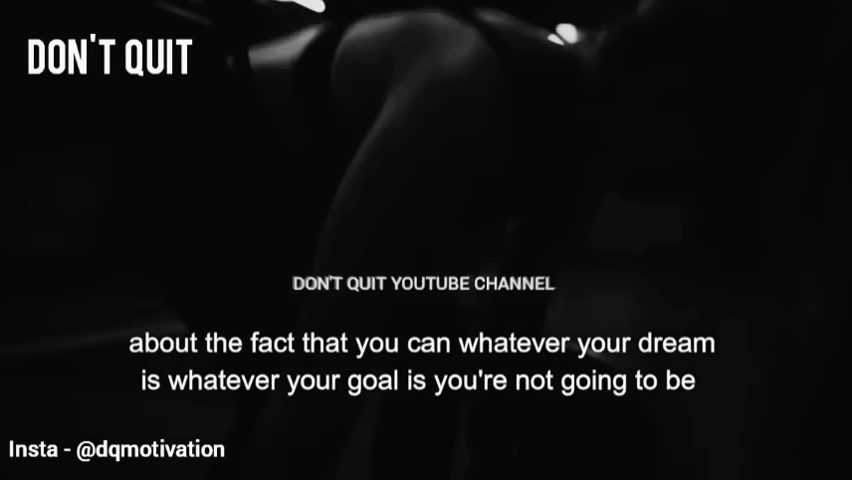 DON'T QUIT
DON'T QUIT YOUTUBE CHANNEL
about the fact that you can whatever your dream
is whatever your goal is you're not going to be
Insta - @dqmotivation